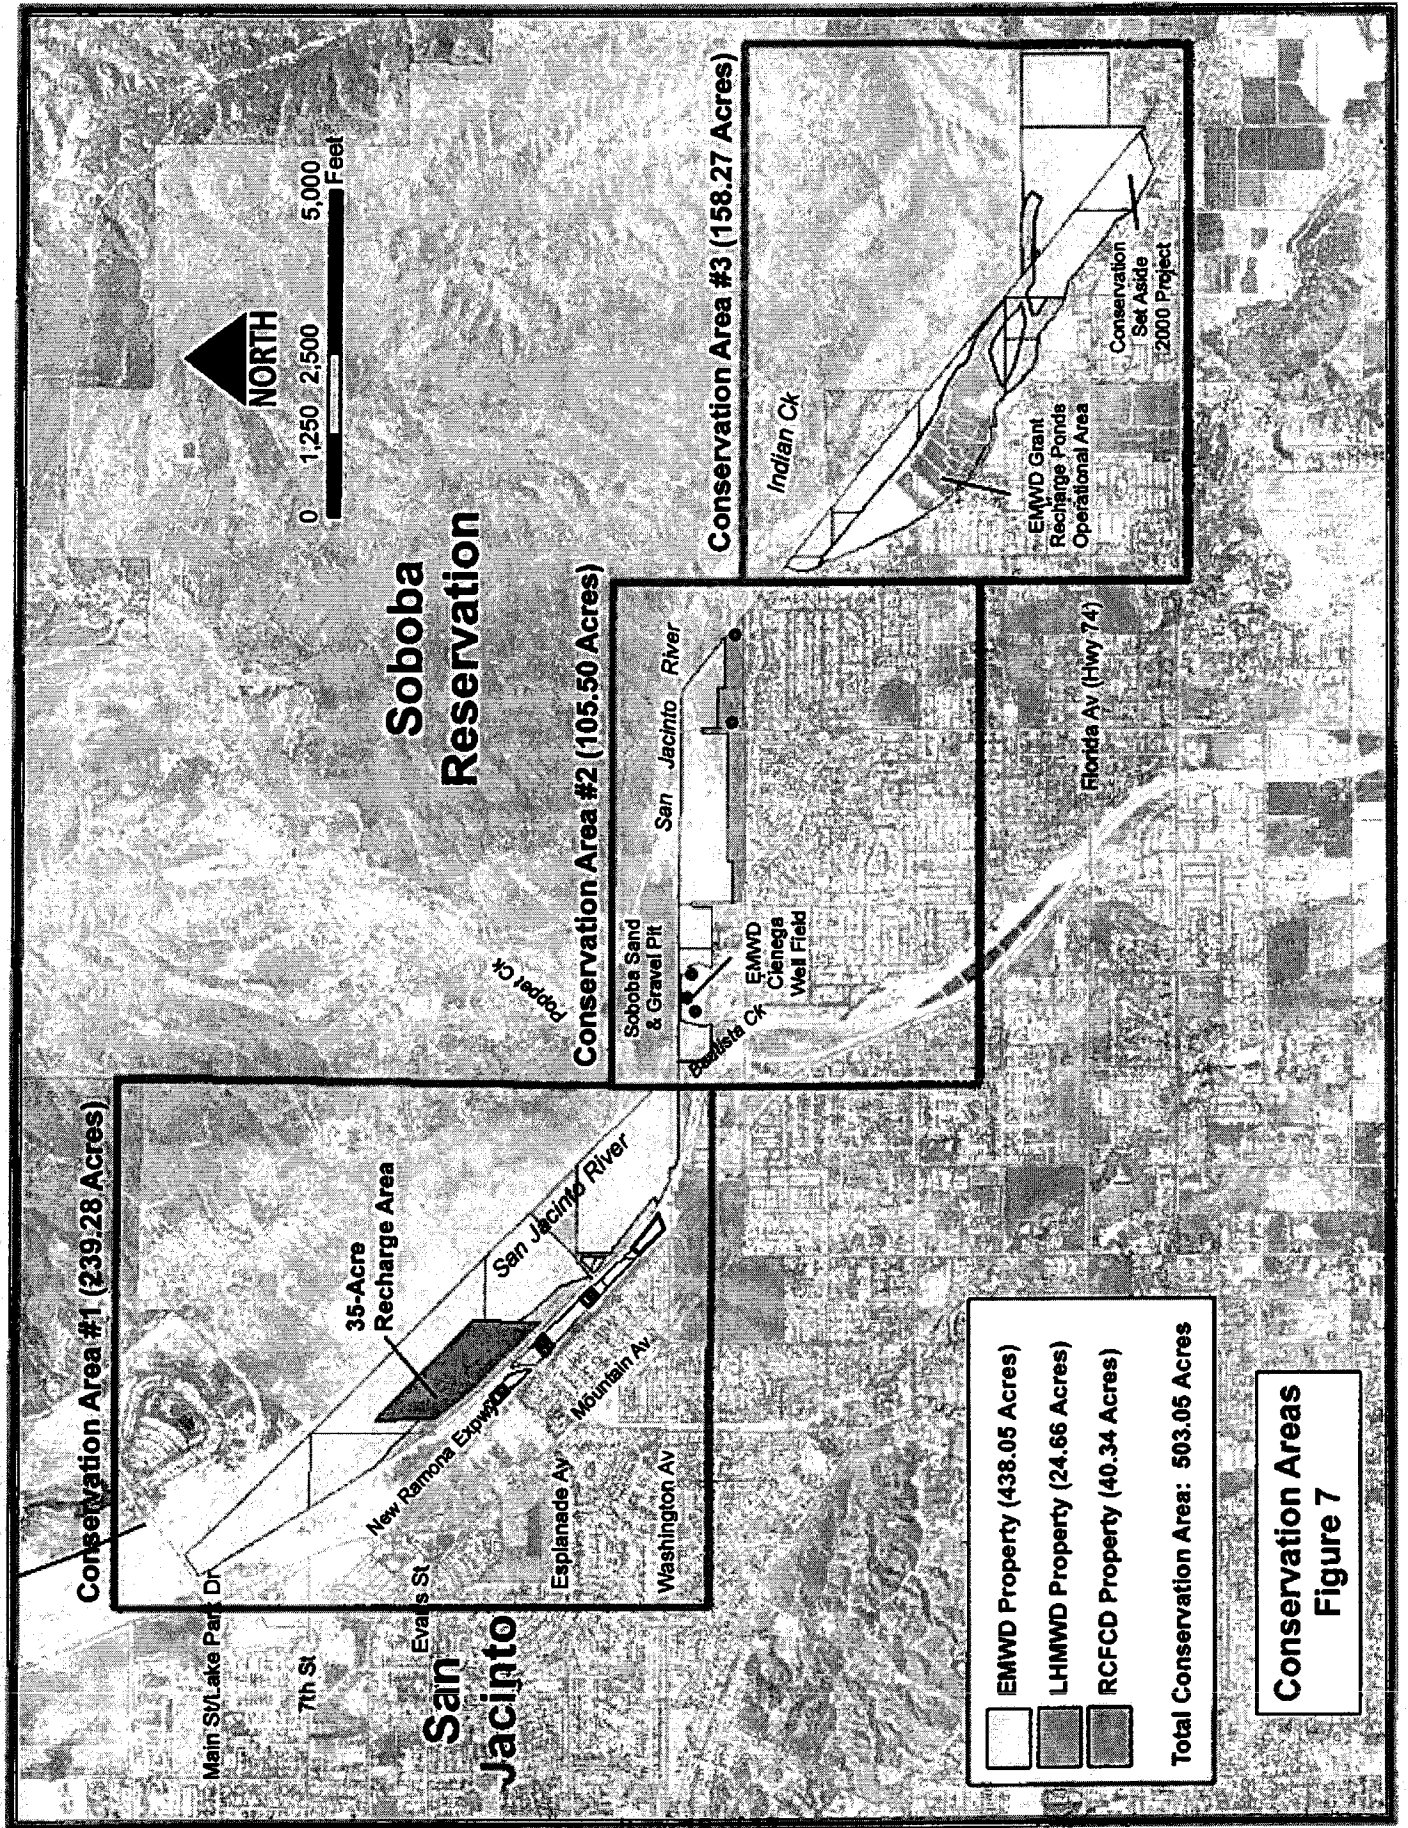 Conservation Area #1 (239.28 Acres)
Main St/Lake Park Dr
7th St
Evans St
San
Jacinto
35-Acre
Recharge Area
San Jacinto River
New Ramona Expwy
Esplanade Av
Mountain Av
Washington Av
Poppet Ck
Soboba
Reservation
NORTH
0 1,250 2,500 5,000
Feet
Conservation Area #2 (105.50 Acres)
Soboba Sand
& Gravel Pit
San Jacinto River
EMWD
Cienega
Well Field
Bautista Ck
Florida Av (Hwy 74)
Conservation Area #3 (158.27 Acres)
Indian Ck
EMWD Grant
Recharge Ponds
Operational Area
Conservation
Set Aside
2000 Project
EMWD Property (438.05 Acres)
LHMWD Property (24.66 Acres)
RCFCD Property (40.34 Acres)
Total Conservation Area: 503.05 Acres
Conservation Areas
Figure 7